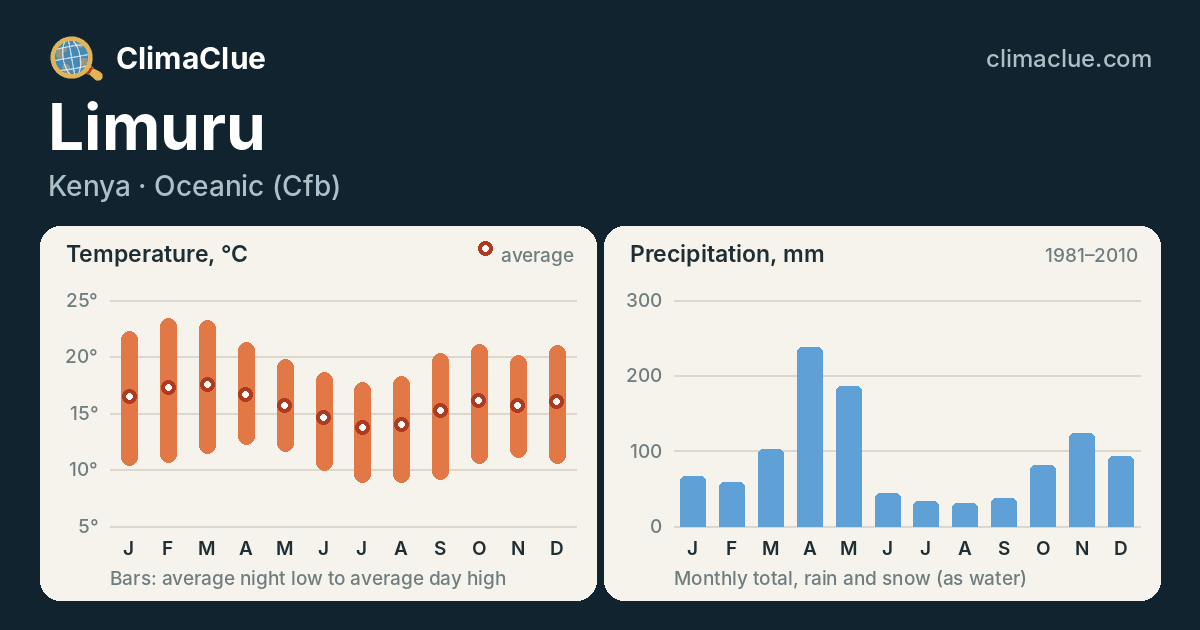 ClimaClue
climaclue.com
Limuru
Kenya · Oceanic (Cfb)
Temperature, °C
average
25°
20°
15°
10°
5°
J F M A M J J A S O N D
Bars: average night low to average day high
Precipitation, mm
1981–2010
300
200
100
0
J F M A M J J A S O N D
Monthly total, rain and snow (as water)